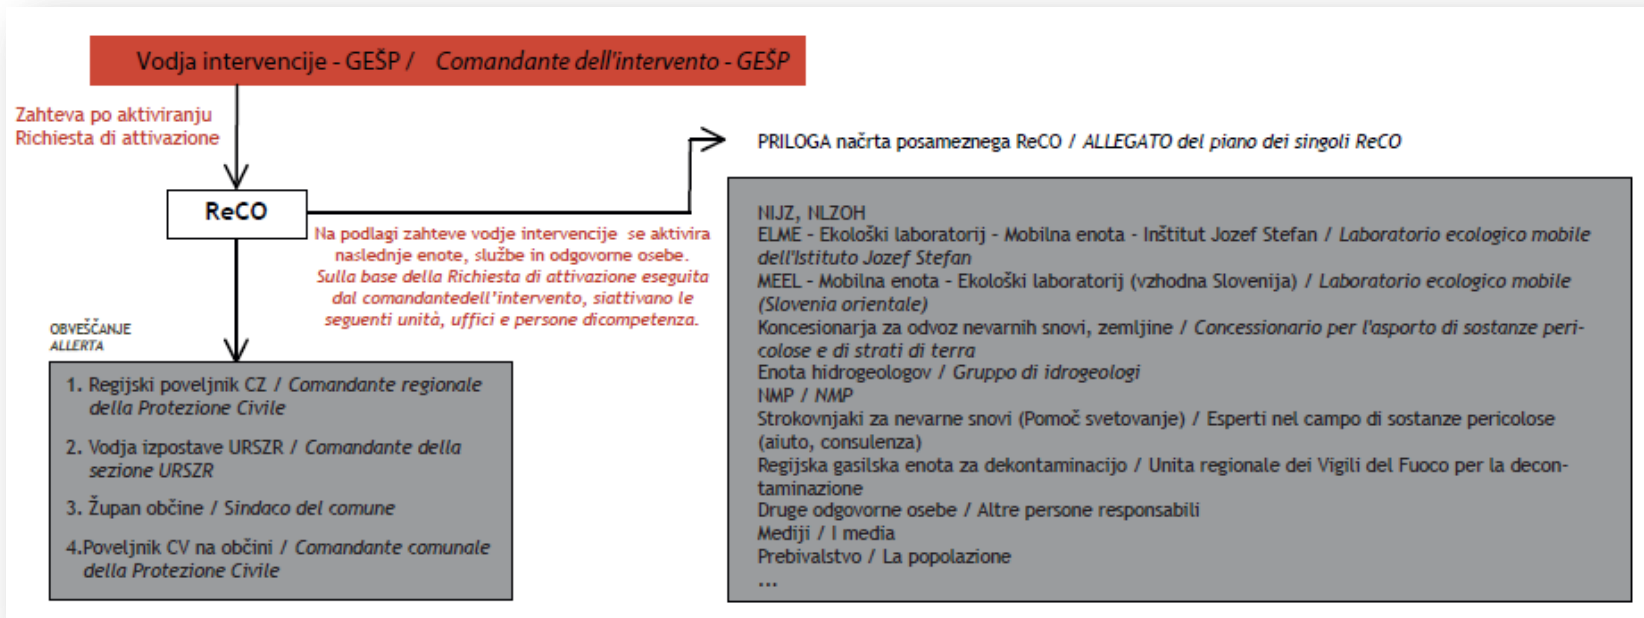 Vodja intervencije - GEŠP / Comandante dell'intervento - GEŠP
Zahteva po aktiviranju
Richiesta di attivazione
ReCO
Na podlagi zahteve vodje intervencije se aktivira
naslednje enote, službe in odgovorne osebe.
Sulla base della Richiesta di attivazione eseguita
dal comandantedell'intervento, siattivano le
seguenti unità, uffici e persone dicompetenza.
OBVEŠČANJE
ALLERTA
1. Regijski poveljnik CZ / Comandante regionale
della Protezione Civile
2. Vodja izpostave URSZR / Comandante della
sezione URSZR
3. Župan občine / Sindaco del comune
4.Poveljnik CV na občini / Comandante comunale
della Protezione Civile
PRILOGA načrta posameznega ReCO / ALLEGATO del piano dei singoli ReCO
NIJZ, NLZOH
ELME - Ekološki laboratorij - Mobilna enota - Inštitut Jozef Stefan / Laboratorio ecologico mobile
dell'Istituto Jozef Stefan
MEEL - Mobilna enota - Ekološki laboratorij (vzhodna Slovenija) / Laboratorio ecologico mobile
(Slovenia orientale)
Koncesionarja za odvoz nevarnih snovi, zemljine / Concessionario per l'asporto di sostanze peri-
colose e di strati di terra
Enota hidrogeologov / Gruppo di idrogeologi
NMP / NMP
Strokovnjaki za nevarne snovi (Pomoč svetovanje) / Esperti nel campo di sostanze pericolose
(aiuto, consulenza)
Regijska gasilska enota za dekontaminacijo / Unita regionale dei Vigili del Fuoco per la decon-
taminazione
Druge odgovorne osebe / Altre persone responsabili
Mediji / I media
Prebivalstvo / La popolazione
...